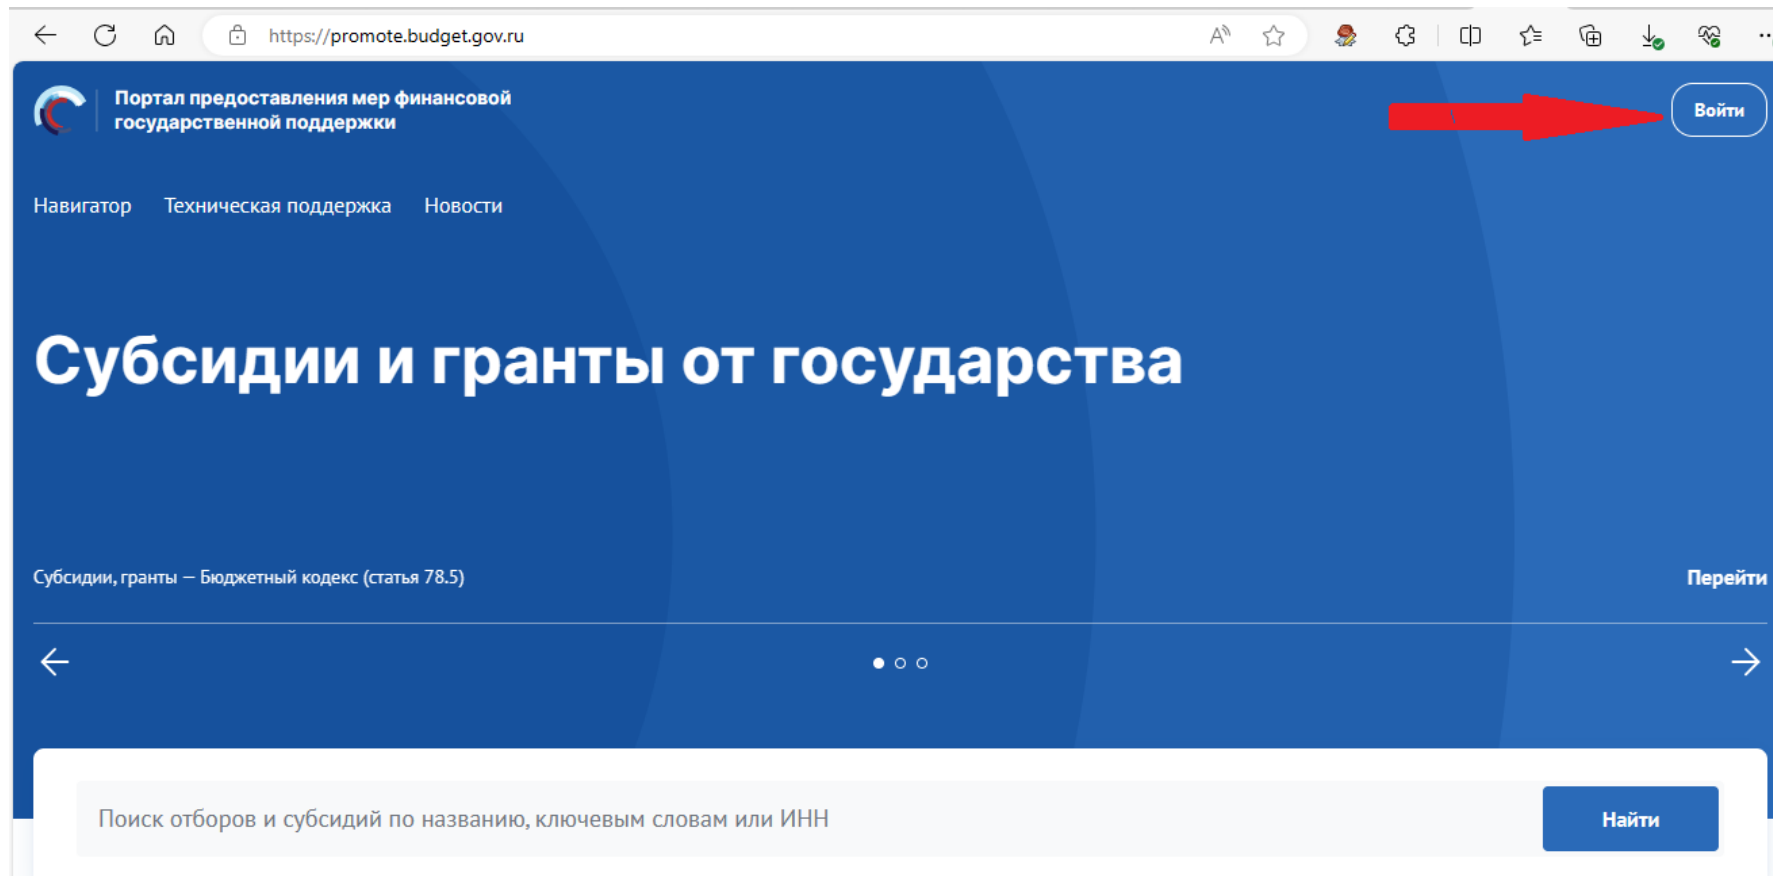 https://promote.budget.gov.ru
Портал предоставления мер финансовой
государственной поддержки
Войти
Навигатор Техническая поддержка Новости
Субсидии и гранты от государства
Субсидии, гранты — Бюджетный кодекс (статья 78.5)
Перейти
Поиск отборов и субсидий по названию, ключевым словам или ИНН
Найти